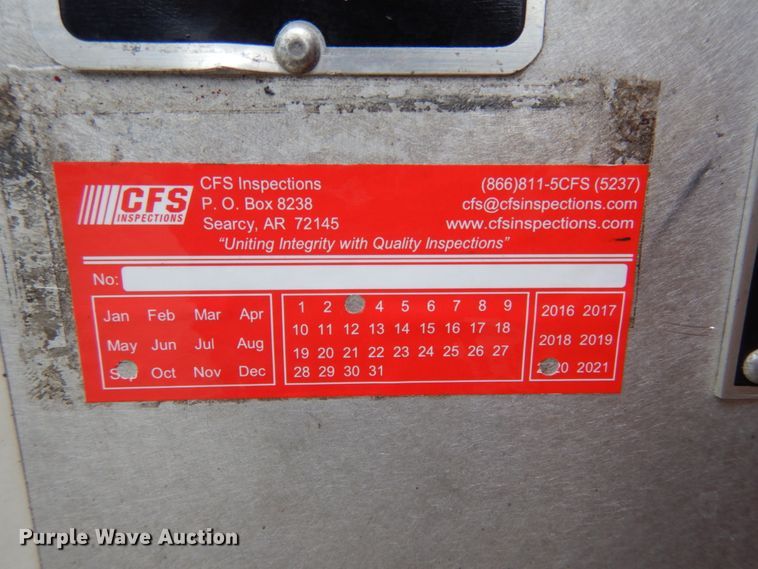 CFS
INSPECTIONS
CFS Inspections
P. O. Box 8238
Searcy, AR 72145
(866)811-5CFS (5237)
cfs@cfsinspections.com
www.cfsinspections.com
“Uniting Integrity with Quality Inspections”
No:
Jan Feb Mar Apr
May Jun Jul Aug
Oct Nov Dec
1 2 4 5 6 7 8 9
10 11 12 13 14 15 16 17 18
19 20 21 22 23 24 25 26 27
28 29 30 31
2016 2017
2018 2019
2021
Purple Wave Auction